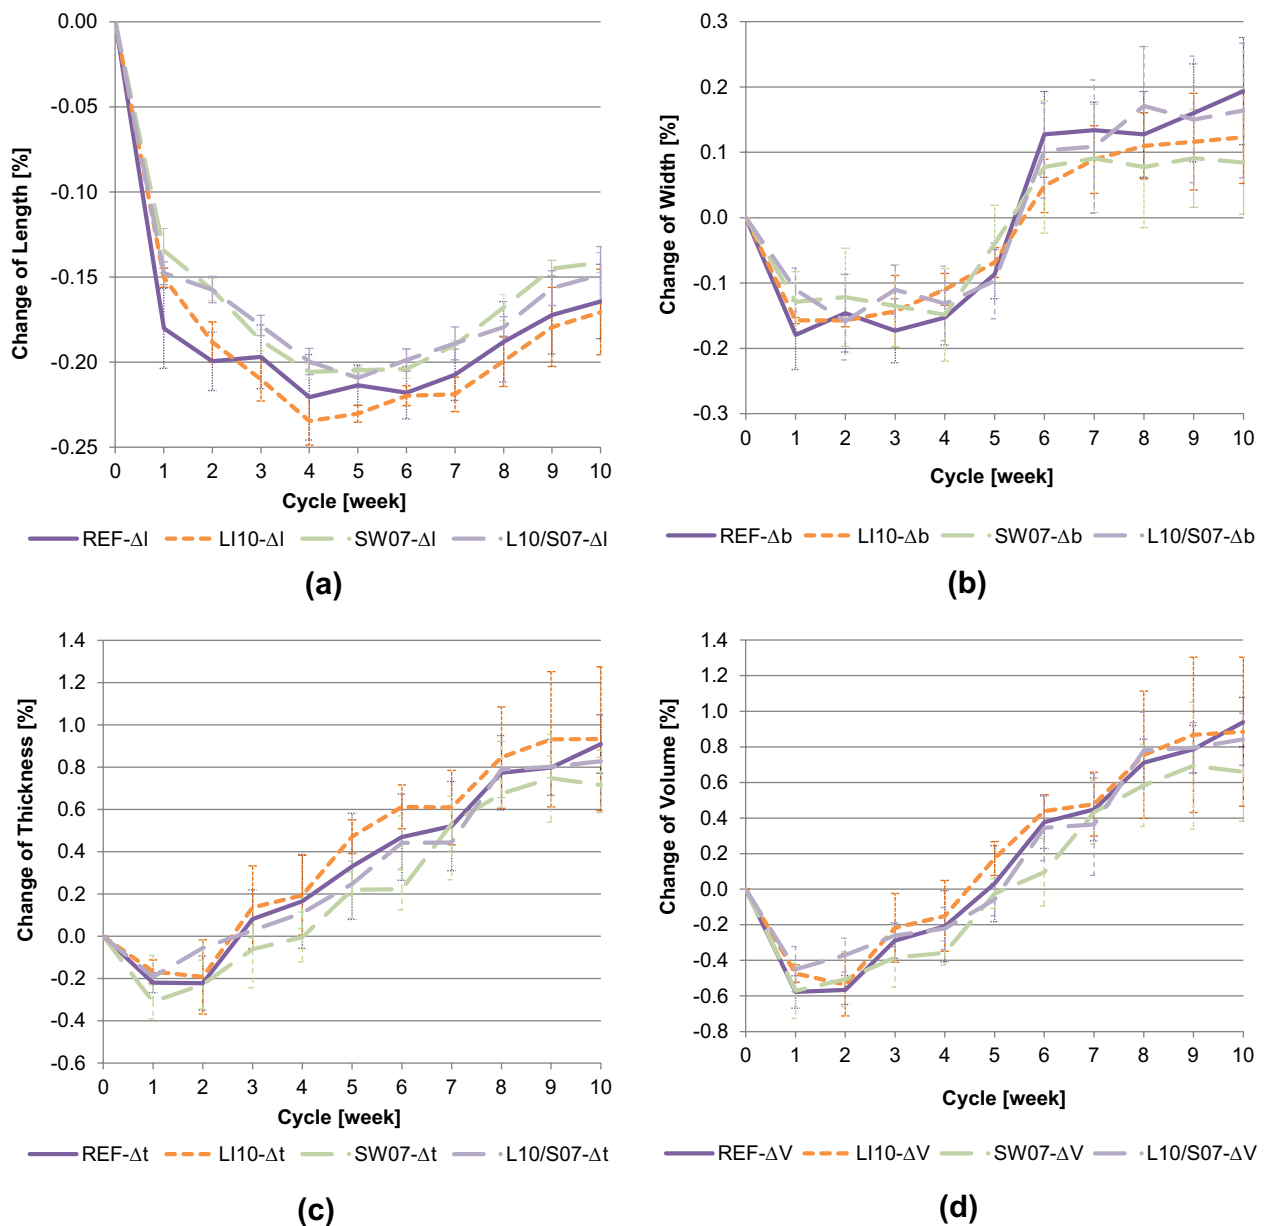 0.00
-0.05
-0.10
-0.15
-0.20
-0.25
Change of Length [%]
0 1 2 3 4 5 6 7 8 9 10
Cycle [week]
REF-Δl LI10-Δl SW07-Δl L10/S07-Δl
(a)
0.3
0.2
0.1
0.0
-0.1
-0.2
-0.3
Change of Width [%]
0 1 2 3 4 5 6 7 8 9 10
Cycle [week]
REF-Δb LI10-Δb SW07-Δb L10/S07-Δb
(b)
1.4
1.2
1.0
0.8
0.6
0.4
0.2
0.0
-0.2
-0.4
-0.6
Change of Thickness [%]
0 1 2 3 4 5 6 7 8 9 10
Cycle [week]
REF-Δt LI10-Δt SW07-Δt L10/S07-Δt
(c)
1.4
1.2
1.0
0.8
0.6
0.4
0.2
0.0
-0.2
-0.4
-0.6
-0.8
Change of Volume [%]
0 1 2 3 4 5 6 7 8 9 10
Cycle [week]
REF-ΔV LI10-ΔV SW07-ΔV L10/S07-ΔV
(d)